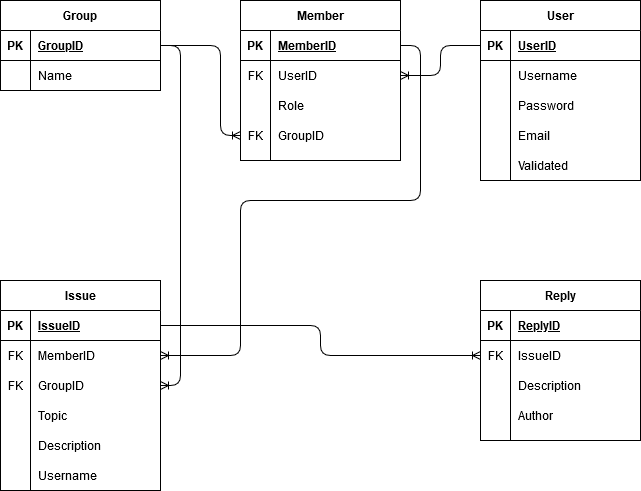 Group
PK GroupID
Name
Member
PK MemberID
FK UserID
Role
FK GroupID
User
PK UserID
Username
Password
Email
Validated
Issue
PK IssueID
FK MemberID
FK GroupID
Topic
Description
Username
Reply
PK ReplyID
FK IssueID
Description
Author